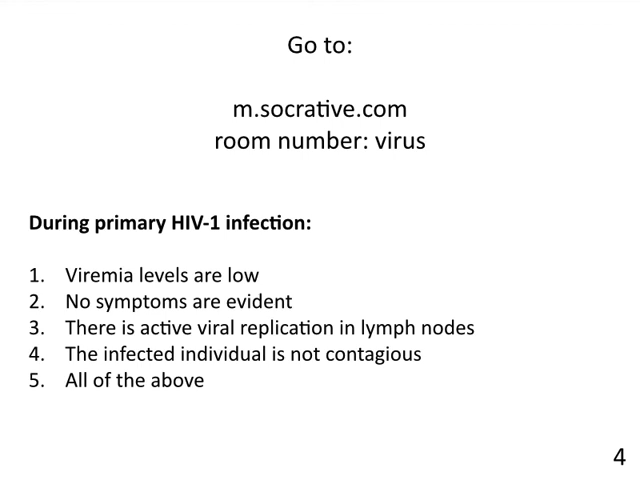 Go to:
m.socrative.com
room number: virus
During primary HIV-1 infection:
1. Viremia levels are low
2. No symptoms are evident
3. There is active viral replication in lymph nodes
4. The infected individual is not contagious
5. All of the above
4